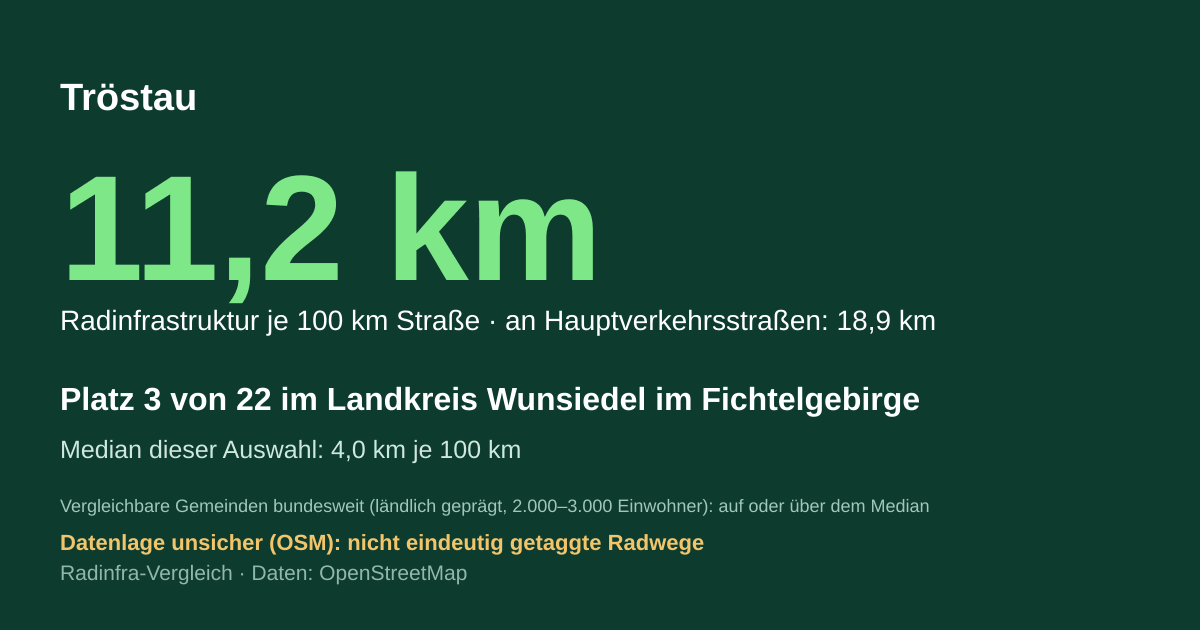 Tröstau
11,2 km
Radinfrastruktur je 100 km Straße · an Hauptverkehrsstraßen: 18,9 km
Platz 3 von 22 im Landkreis Wunsiedel im Fichtelgebirge
Median dieser Auswahl: 4,0 km je 100 km
Vergleichbare Gemeinden bundesweit (ländlich geprägt, 2.000–3.000 Einwohner): auf oder über dem Median
Datenlage unsicher (OSM): nicht eindeutig getaggte Radwege
Radinfra-Vergleich · Daten: OpenStreetMap